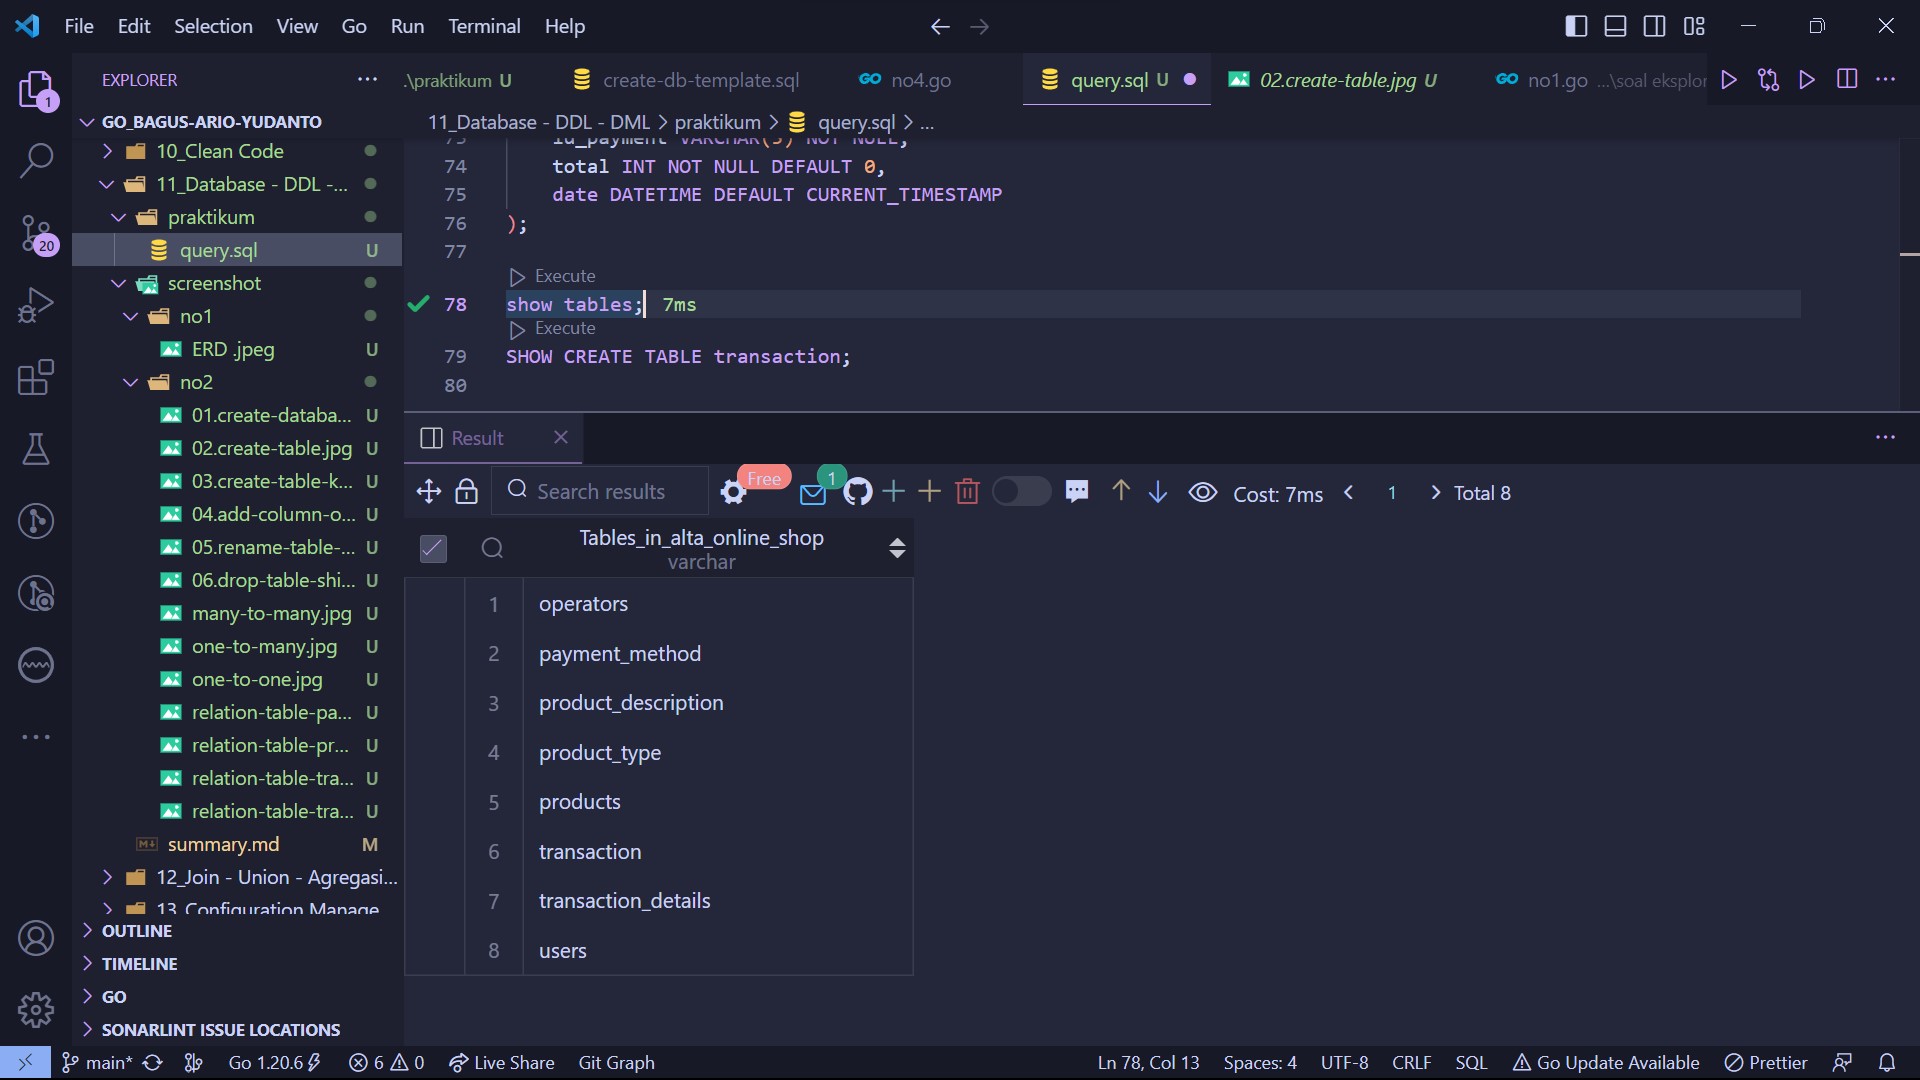 File Edit Selection View Go Run Terminal Help
EXPLORER
.\praktikum U
create-db-template.sql
no4.go
query.sql U
02.create-table.jpg U
no1.go ...\soal eksplor
GO_BAGUS-ARIO-YUDANTO
11_Database - DDL - DML > praktikum > query.sql > ...
10_Clean Code
11_Database - DDL -...
praktikum
query.sql U
screenshot
no1
ERD .jpeg U
no2
01.create-databa... U
02.create-table.jpg U
03.create-table-k... U
04.add-column-o... U
05.rename-table-... U
06.drop-table-shi... U
many-to-many.jpg U
one-to-many.jpg U
one-to-one.jpg U
relation-table-pa... U
relation-table-pr... U
relation-table-tra... U
relation-table-tra... U
summary.md M
12_Join - Union - Agregasi...
13_Configuration Manage
OUTLINE
TIMELINE
GO
SONARLINT ISSUE LOCATIONS
1
20
73 id_payment VARCHAR(5) NOT NULL,
74 total INT NOT NULL DEFAULT 0,
75 date DATETIME DEFAULT CURRENT_TIMESTAMP
76 );
77
Execute
78 show tables; 7ms
Execute
79 SHOW CREATE TABLE transaction;
80
Result
Search results
Free
1
Cost: 7ms < 1 > Total 8
Tables_in_alta_online_shop
varchar
1 operators
2 payment_method
3 product_description
4 product_type
5 products
6 transaction
7 transaction_details
8 users
main* Go 1.20.6 6 0 Live Share Git Graph Ln 78, Col 13 Spaces: 4 UTF-8 CRLF SQL Go Update Available Prettier